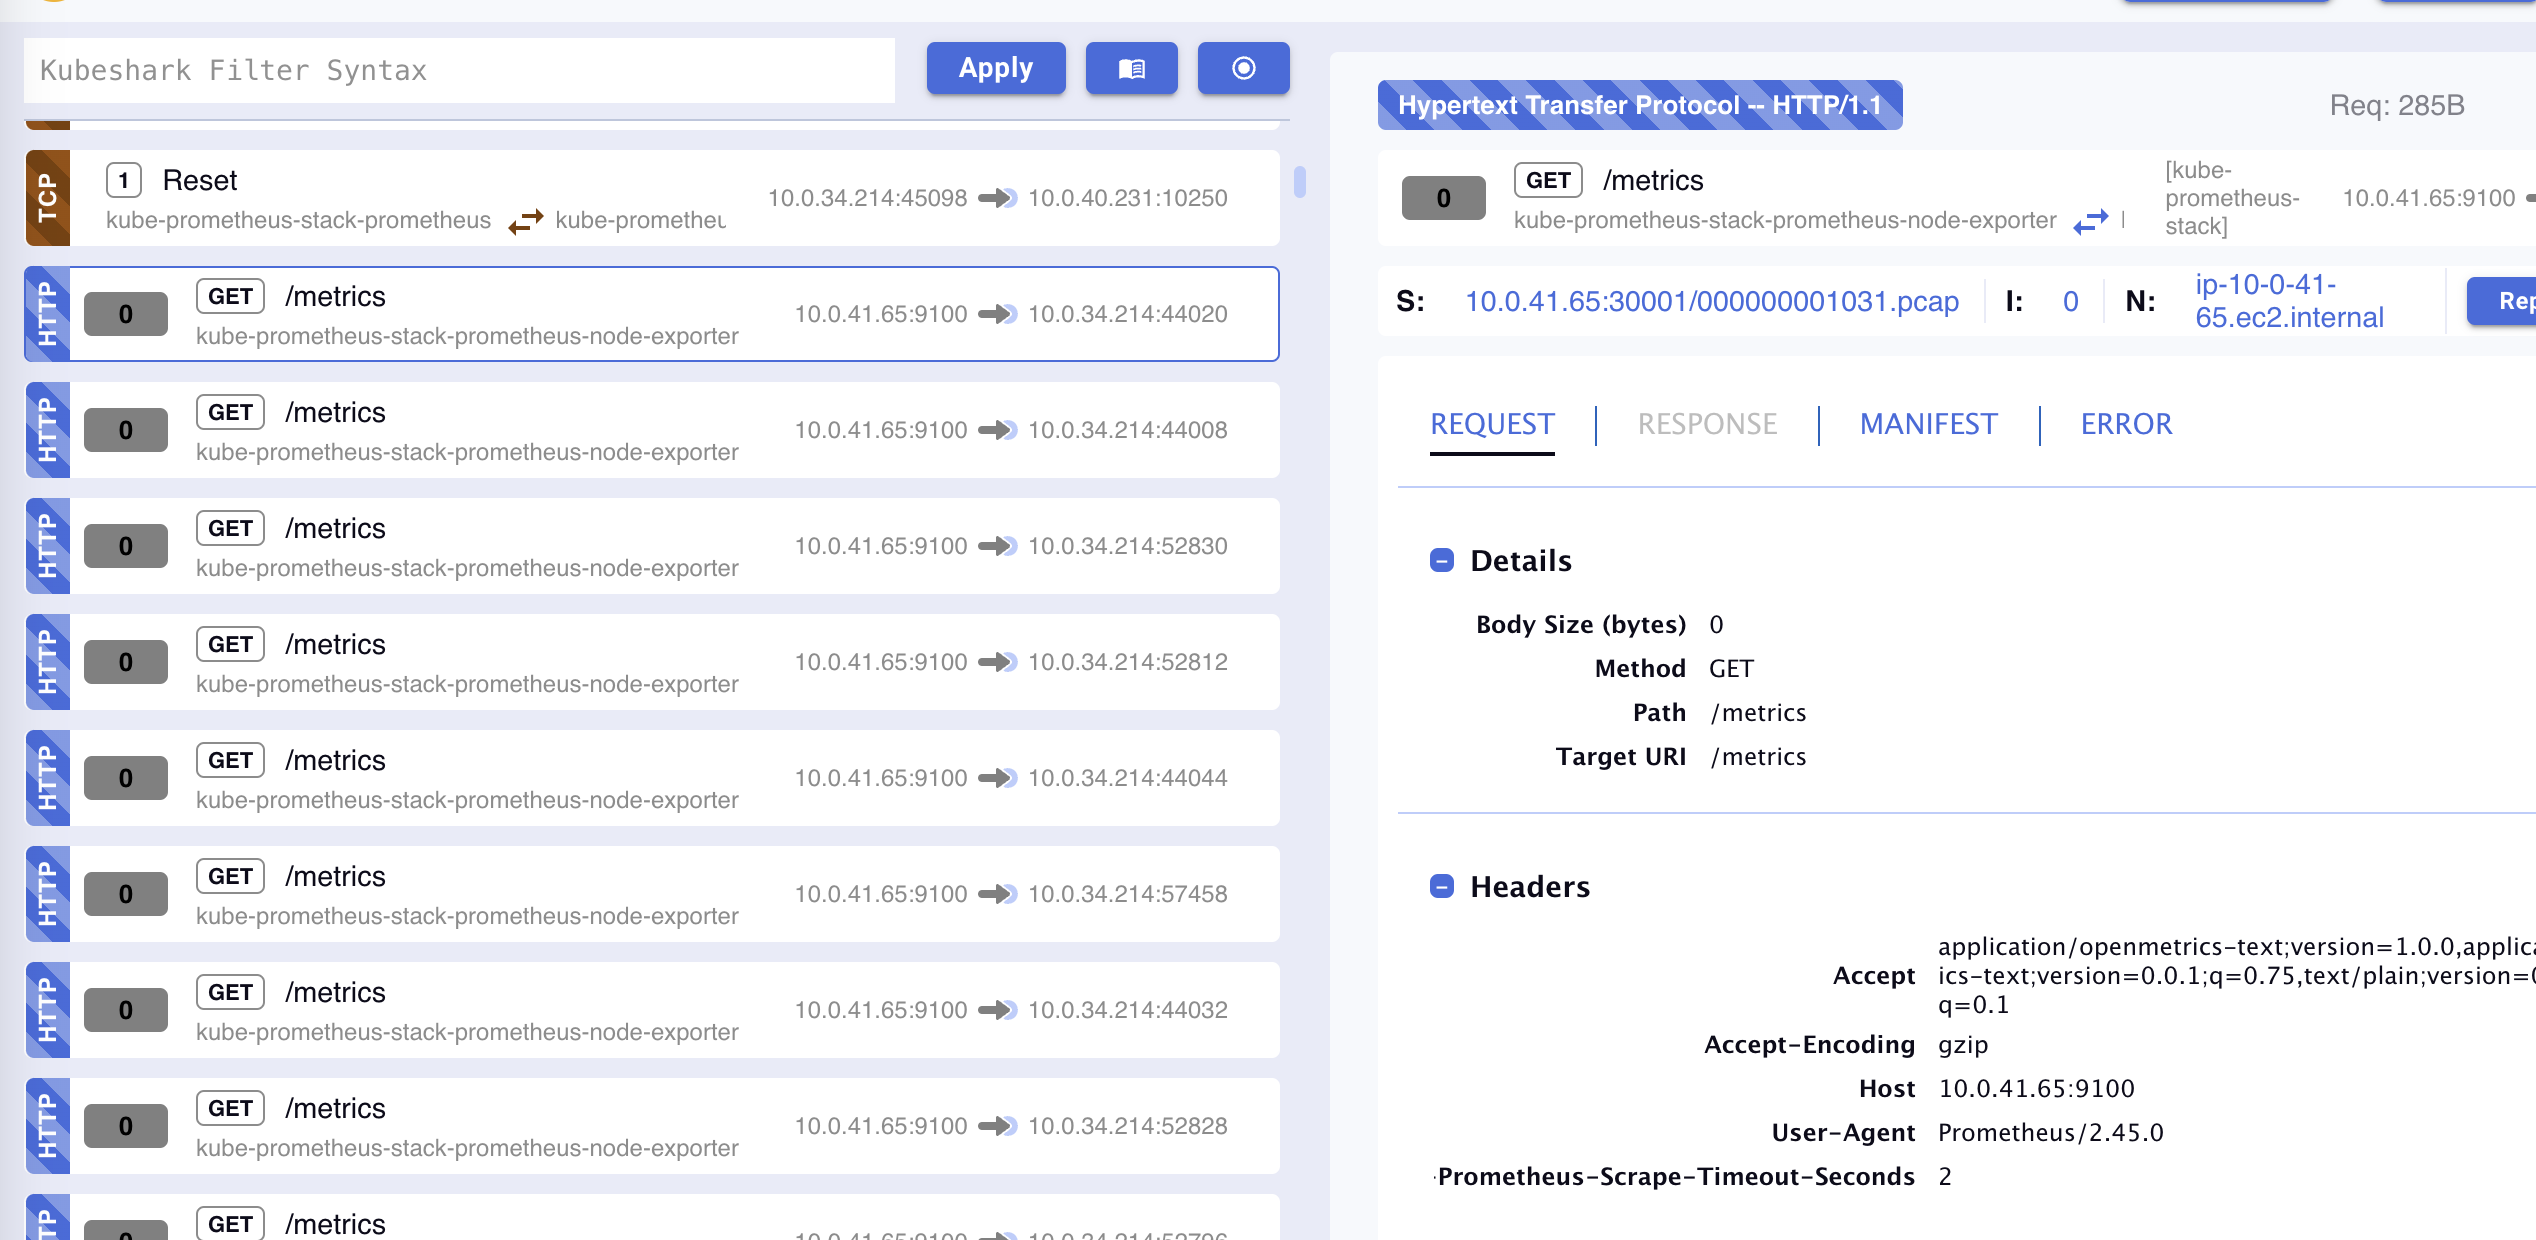 Kubeshark Filter Syntax
Apply
TCP
1 Reset
kube-prometheus-stack-prometheus
10.0.34.214:45098 10.0.40.231:10250
HTTP
0
GET /metrics
kube-prometheus-stack-prometheus-node-exporter
10.0.41.65:9100 10.0.34.214:44020
HTTP
0
GET /metrics
kube-prometheus-stack-prometheus-node-exporter
10.0.41.65:9100 10.0.34.214:44008
HTTP
0
GET /metrics
kube-prometheus-stack-prometheus-node-exporter
10.0.41.65:9100 10.0.34.214:52830
HTTP
0
GET /metrics
kube-prometheus-stack-prometheus-node-exporter
10.0.41.65:9100 10.0.34.214:52812
HTTP
0
GET /metrics
kube-prometheus-stack-prometheus-node-exporter
10.0.41.65:9100 10.0.34.214:44044
HTTP
0
GET /metrics
kube-prometheus-stack-prometheus-node-exporter
10.0.41.65:9100 10.0.34.214:57458
HTTP
0
GET /metrics
kube-prometheus-stack-prometheus-node-exporter
10.0.41.65:9100 10.0.34.214:44032
HTTP
0
GET /metrics
kube-prometheus-stack-prometheus-node-exporter
10.0.41.65:9100 10.0.34.214:52828
GET /metrics
Hypertext Transfer Protocol -- HTTP/1.1
Req: 285B
0
GET /metrics
kube-prometheus-stack-prometheus-node-exporter
[kube-
prometheus-
stack]
10.0.41.65:9100
S: 10.0.41.65:30001/000000001031.pcap I: 0 N: ip-10-0-41-
65.ec2.internal
REQUEST RESPONSE MANIFEST ERROR
Details
Body Size (bytes) 0
Method GET
Path /metrics
Target URI /metrics
Headers
Accept application/openmetrics-text;version=1.0.0,applica
ics-text;version=0.0.1;q=0.75,text/plain;version=0
q=0.1
Accept-Encoding gzip
Host 10.0.41.65:9100
User-Agent Prometheus/2.45.0
-Prometheus-Scrape-Timeout-Seconds 2